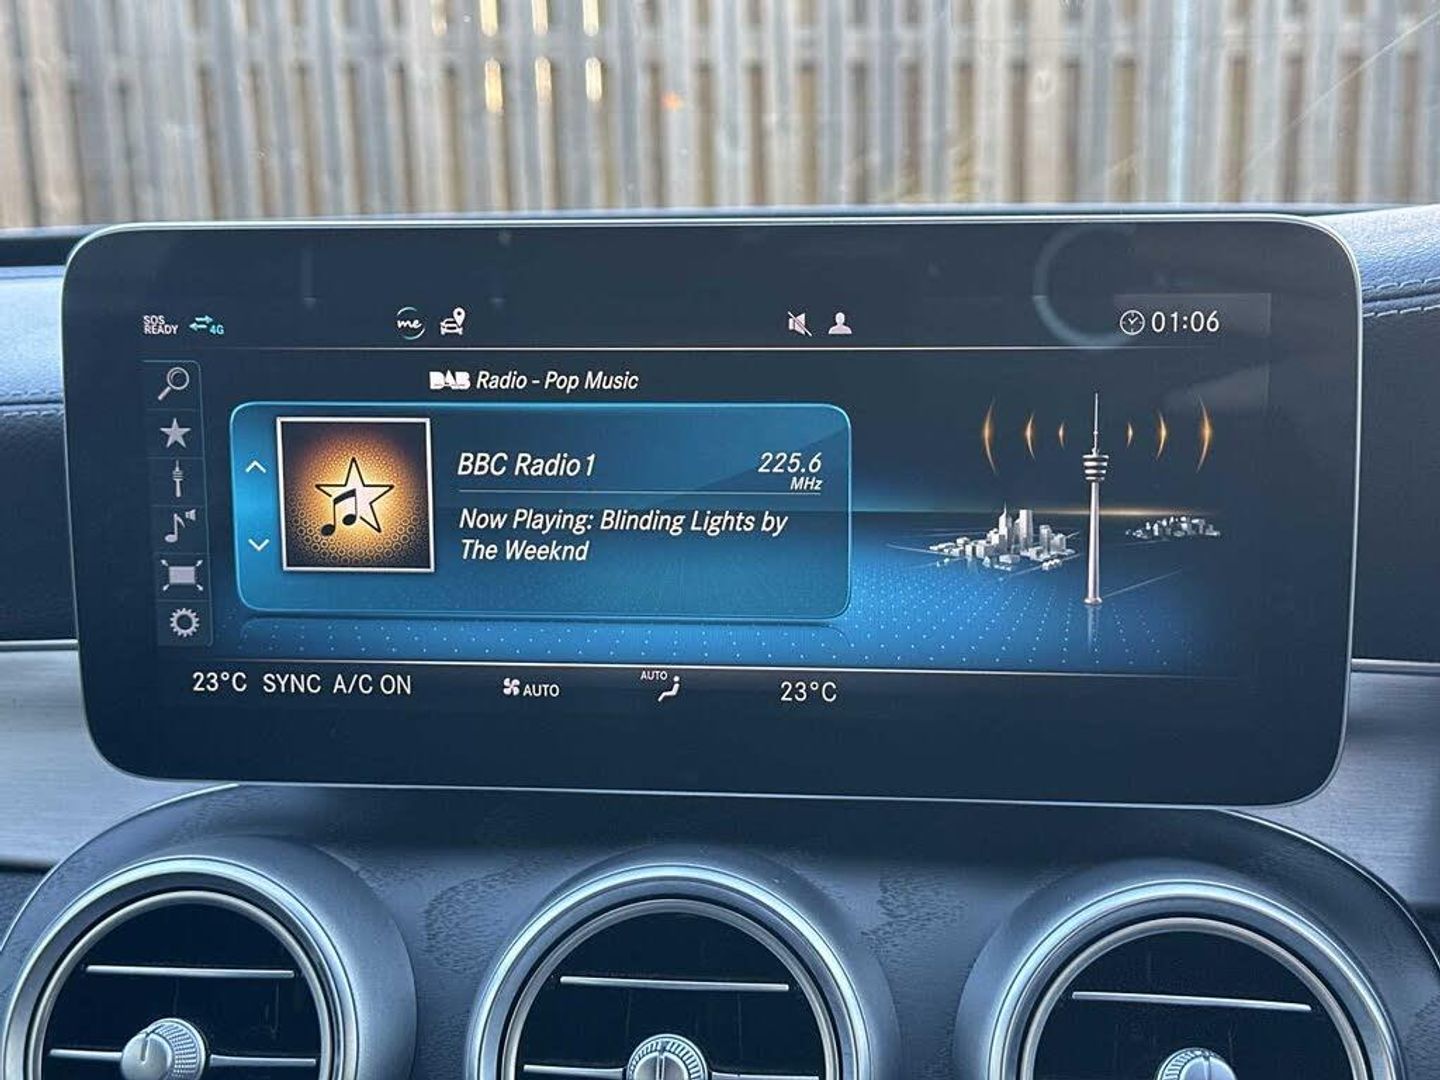 SOS
READY 4G me 01:06
DAB Radio - Pop Music
BBC Radio 1 225.6
MHz
Now Playing: Blinding Lights by
The Weeknd
23°C SYNC A/C ON AUTO AUTO 23°C